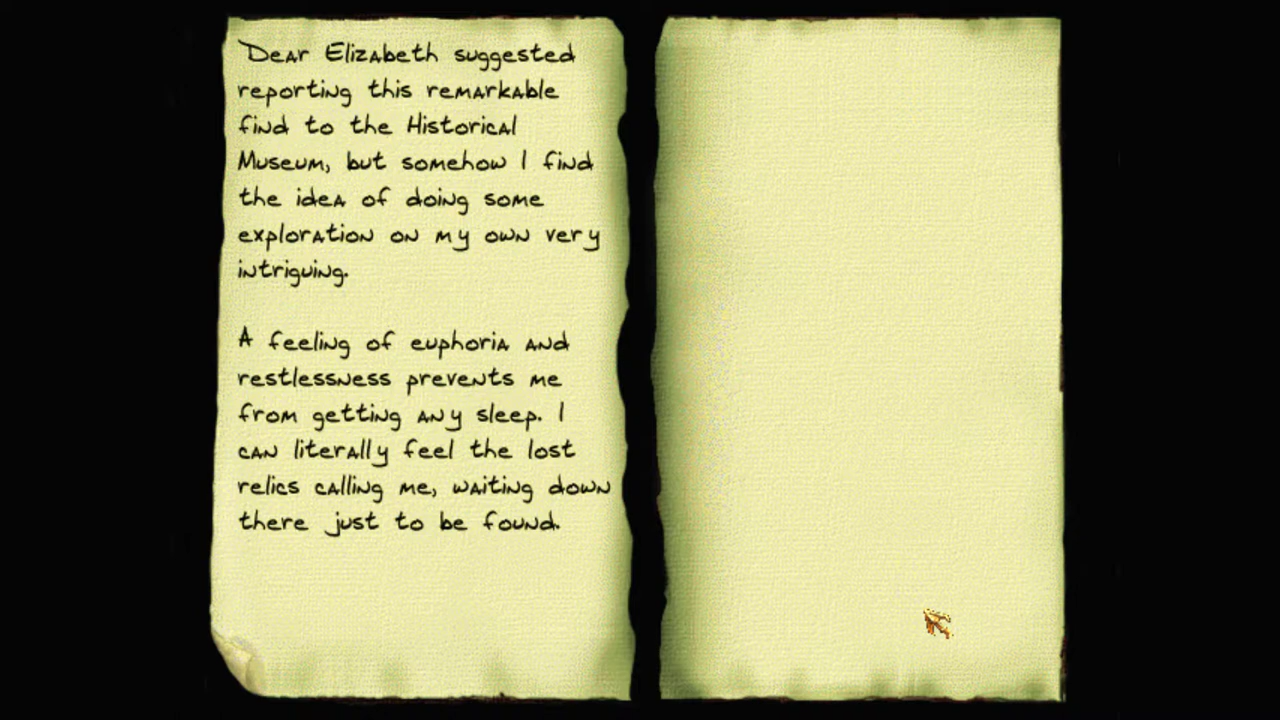 Dear Elizabeth suggested
reporting this remarkable
find to the Historical
Museum, but somehow I find
the idea of doing some
exploration on my own very
intriguing.
A feeling of euphoria and
restlessness prevents me
from getting any sleep. I
can literally feel the lost
relics calling me, waiting down
there just to be found.